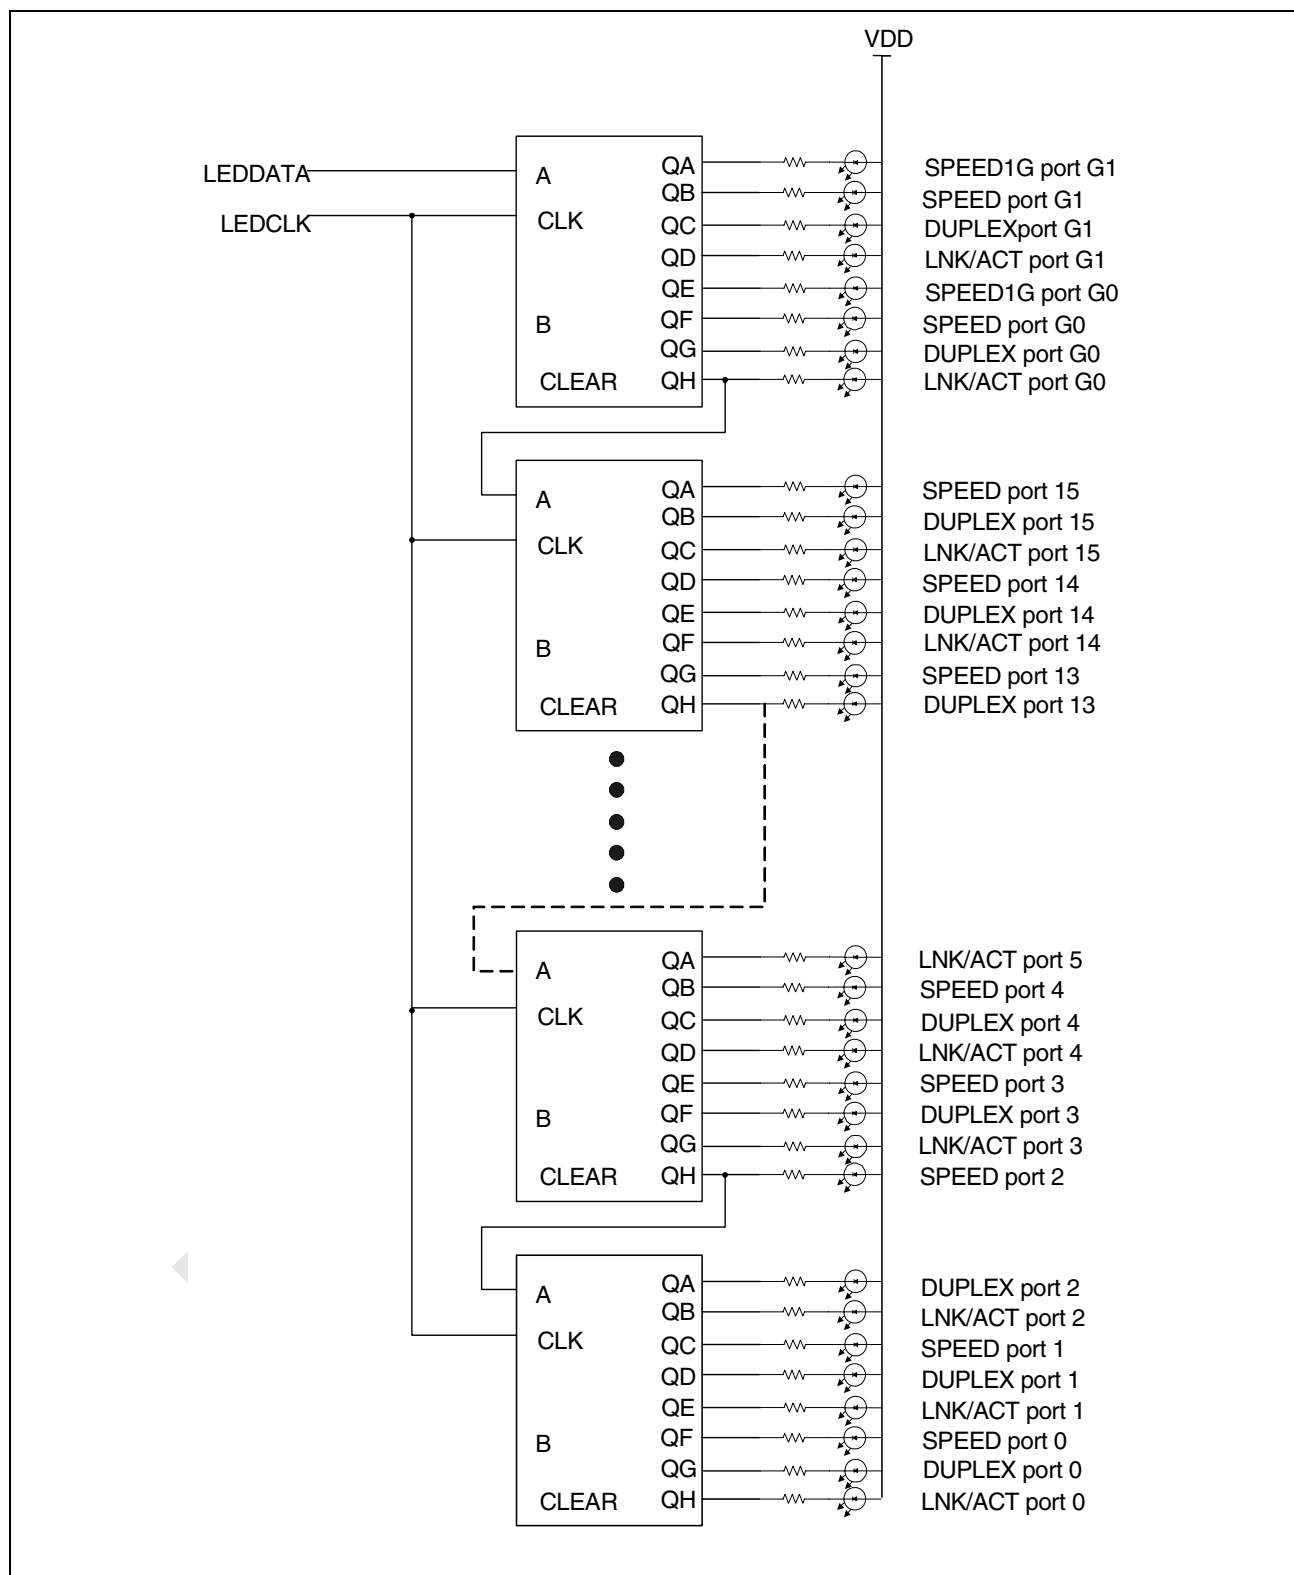 VDD
LEDDATA
LEDCLK
A
CLK
B
CLEAR
QA
QB
QC
QD
QE
QF
QG
QH
SPEED1G port G1
SPEED port G1
DUPLEXport G1
LNK/ACT port G1
SPEED1G port G0
SPEED port G0
DUPLEX port G0
LNK/ACT port G0
A
CLK
B
CLEAR
QA
QB
QC
QD
QE
QF
QG
QH
SPEED port 15
DUPLEX port 15
LNK/ACT port 15
SPEED port 14
DUPLEX port 14
LNK/ACT port 14
SPEED port 13
DUPLEX port 13
A
CLK
B
CLEAR
QA
QB
QC
QD
QE
QF
QG
QH
LNK/ACT port 5
SPEED port 4
DUPLEX port 4
LNK/ACT port 4
SPEED port 3
DUPLEX port 3
LNK/ACT port 3
SPEED port 2
A
CLK
B
CLEAR
QA
QB
QC
QD
QE
QF
QG
QH
DUPLEX port 2
LNK/ACT port 2
SPEED port 1
DUPLEX port 1
LNK/ACT port 1
SPEED port 0
DUPLEX port 0
LNK/ACT port 0